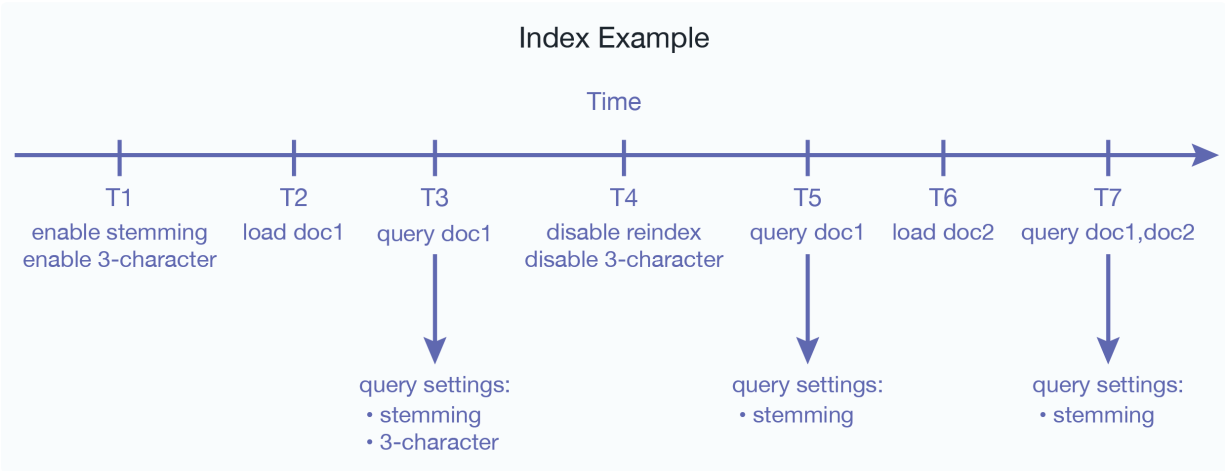 Index Example
Time
T1
T2
T3
T4
T5
T6
T7
enable stemming
enable 3-character
load doc1
query doc1
disable reindex
disable 3-character
query doc1
load doc2
query doc1,doc2
query settings:
• stemming
• 3-character
query settings:
• stemming
query settings:
• stemming